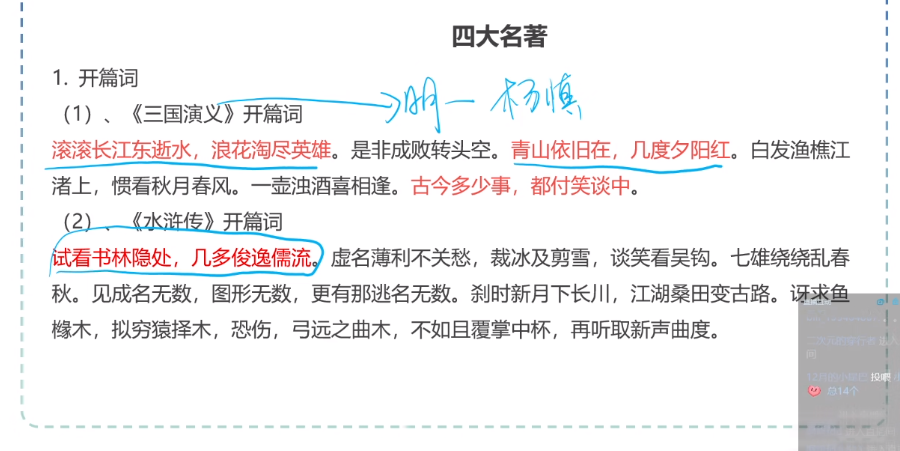 四大名著
1. 开篇词
（1）、《三国演义》开篇词
明— 杨慎
滚滚长江东逝水，浪花淘尽英雄。是非成败转头空。青山依旧在，几度夕阳红。白发渔樵江
渚上，惯看秋月春风。一壶浊酒喜相逢。古今多少事，都付笑谈中。
（2）、《水浒传》开篇词
试看书林隐处，几多俊逸儒流。虚名薄利不关愁，裁冰及剪雪，谈笑看吴钩。七雄绕绕乱春
秋。见成名无数，图形无数，更有那逃名无数。刹时新月下长川，江湖桑田变古路。讶求鱼
橼木，拟穷猿择木，恐伤，弓远之曲木，不如且覆掌中杯，再听取新声曲度。
投喂
总14个